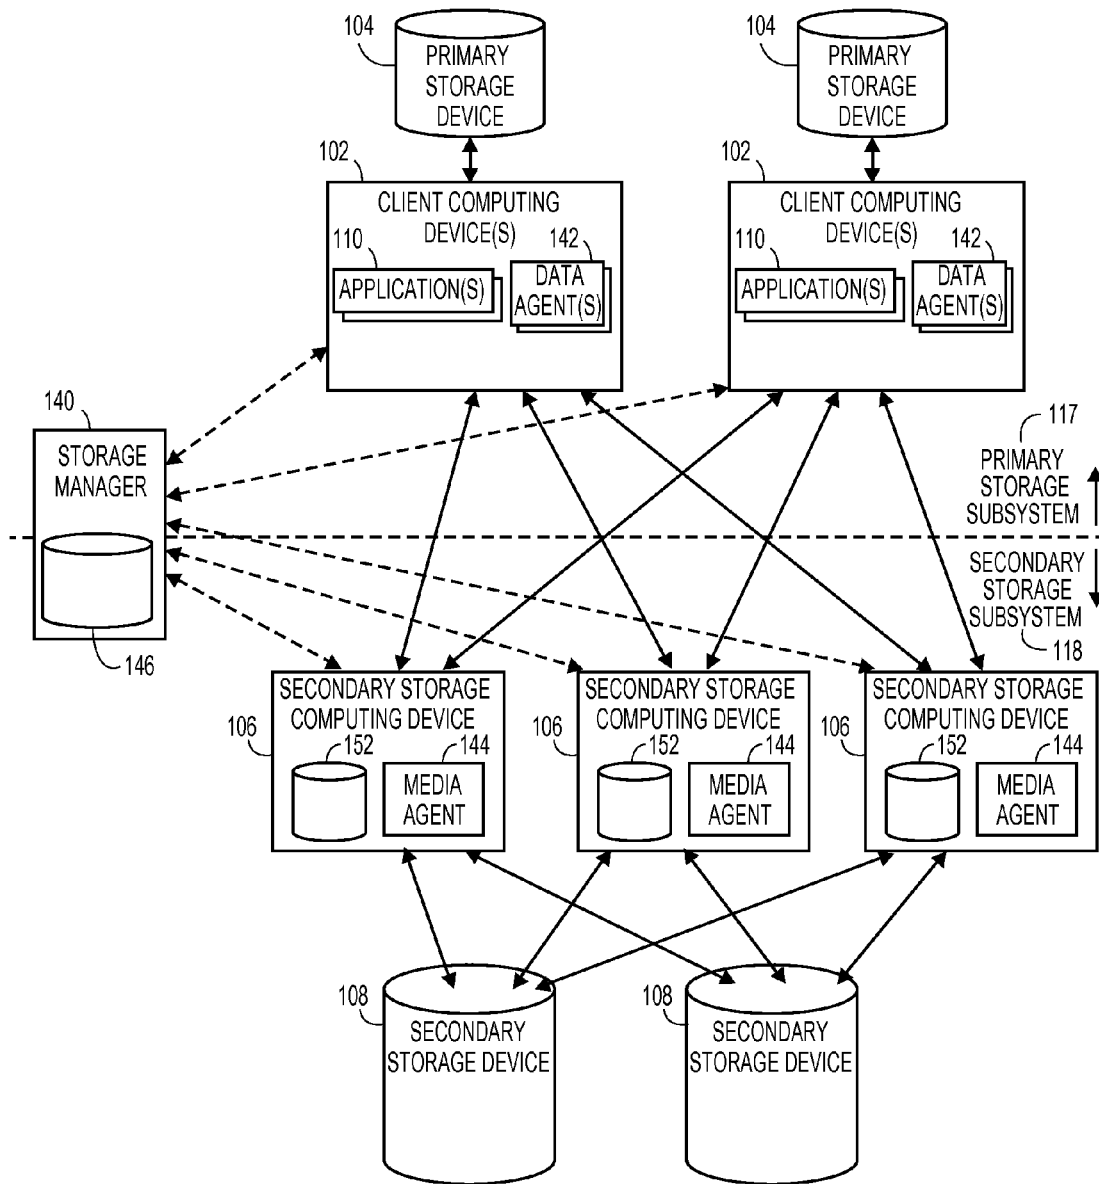 104
PRIMARY
STORAGE
DEVICE
104
PRIMARY
STORAGE
DEVICE
102
CLIENT COMPUTING
DEVICE(S)
110
142
APPLICATION(S)
DATA
AGENT(S)
102
CLIENT COMPUTING
DEVICE(S)
110
142
APPLICATION(S)
DATA
AGENT(S)
140
STORAGE
MANAGER
146
117
PRIMARY
STORAGE
SUBSYSTEM
SECONDARY
STORAGE
SUBSYSTEM
118
SECONDARY STORAGE
COMPUTING DEVICE
106
152
144
MEDIA
AGENT
SECONDARY STORAGE
COMPUTING DEVICE
106
152
144
MEDIA
AGENT
SECONDARY STORAGE
COMPUTING DEVICE
106
152
144
MEDIA
AGENT
108
SECONDARY
STORAGE DEVICE
108
SECONDARY
STORAGE DEVICE